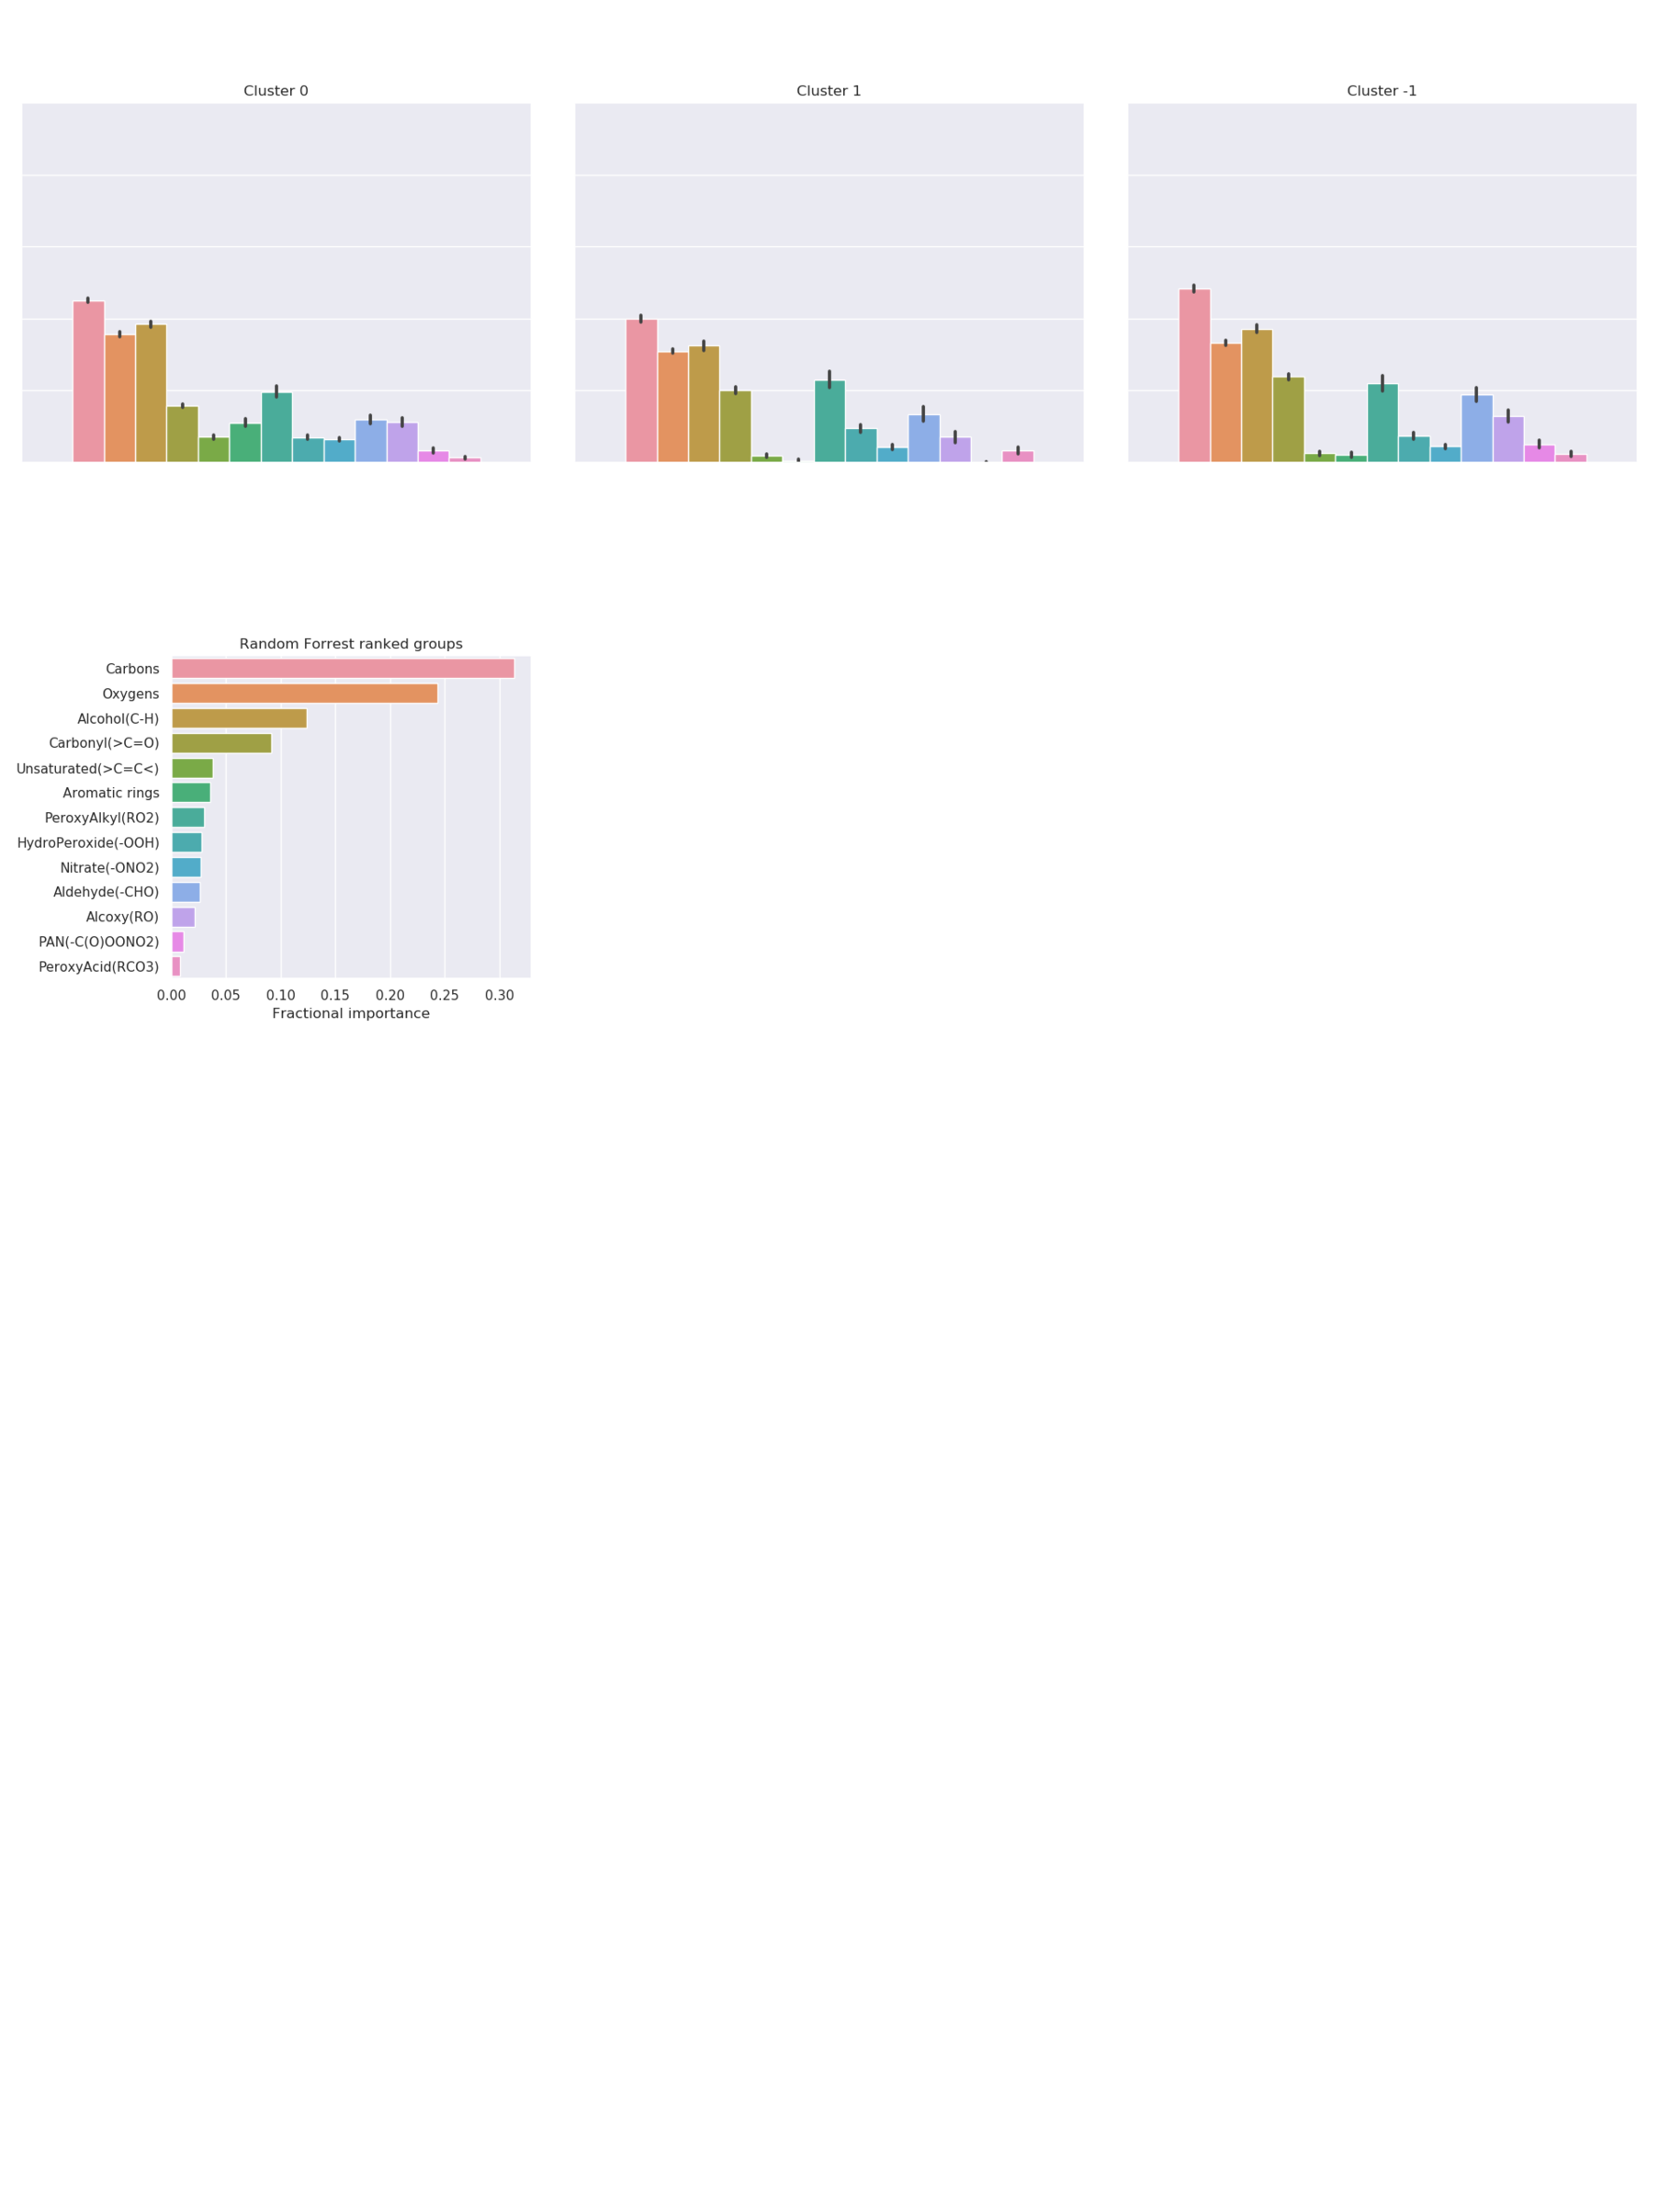 Cluster 0
Cluster 1
Cluster -1
Random Forrest ranked groups
Carbons
Oxygens
Alcohol(C-H)
Carbonyl(>C=O)
Unsaturated(>C=C<)
Aromatic rings
PeroxyAlkyl(RO2)
HydroPeroxide(-OOH)
Nitrate(-ONO2)
Aldehyde(-CHO)
Alcoxy(RO)
PAN(-C(O)OONO2)
PeroxyAcid(RCO3)
0.00 0.05 0.10 0.15 0.20 0.25 0.30
Fractional importance